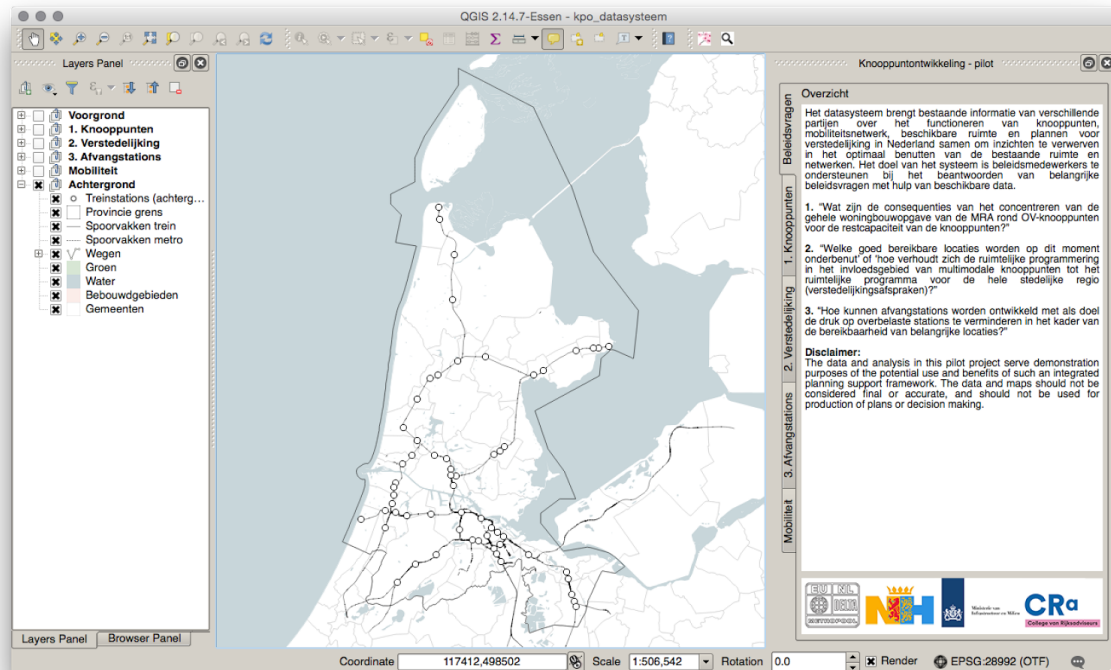 QGIS 2.14.7-Essen - kpo_datasysteem
Layers Panel
Voorgrond
1. Knooppunten
2. Verstedelijking
3. Afvangstations
Mobiliteit
Achtergrond
Treinstations (achterg...
Provincie grens
Spoorvakken trein
Spoorvakken metro
Wegen
Groen
Water
Bebouwdgebieden
Gemeenten
Layers Panel
Browser Panel
Knooppuntontwikkeling - pilot
Beleidsvragen
1. Knooppunten
2. Verstedelijking
3. Afvangstations
Mobiliteit
Overzicht
Het datasysteem brengt bestaande informatie van verschillende
partijen over het functioneren van knooppunten,
mobiliteitsnetwerk, beschikbare ruimte en plannen voor
verstedelijking in Nederland samen om inzichten te verwerven
in het optimaal benutten van de bestaande ruimte en
netwerken. Het doel van het systeem is beleidsmedewerkers te
ondersteunen bij het beantwoorden van belangrijke
beleidsvragen met hulp van beschikbare data.
1. "Wat zijn de consequenties van het concentreren van de
gehele woningbouwopgave van de MRA rond OV-knooppunten
voor de restcapaciteit van de knooppunten?"
2. "Welke goed bereikbare locaties worden op dit moment
onderbenut' of 'hoe verhoudt zich de ruimtelijke programmering
in het invloedsgebied van multimodale knooppunten tot het
ruimtelijke programma voor de hele stedelijke regio
(verstedelijkingsafspraken)?"
3. "Hoe kunnen afvangstations worden ontwikkeld met als doel
de druk op overbelaste stations te verminderen in het kader van
de bereikbaarheid van belangrijke locaties?"
Disclaimer:
The data and analysis in this pilot project serve demonstration
purposes of the potential use and benefits of such an integrated
planning support framework. The data and maps should not be
considered final or accurate, and should not be used for
production of plans or decision making.
EU NL
DELTA
METROPOOL
NH
Ministerie van
Infrastructuur en Milieu
CRa
College van Rijksadviseurs
Coordinate 117412,498502 Scale 1:506,542 Rotation 0.0 Render EPSG:28992 (OTF)